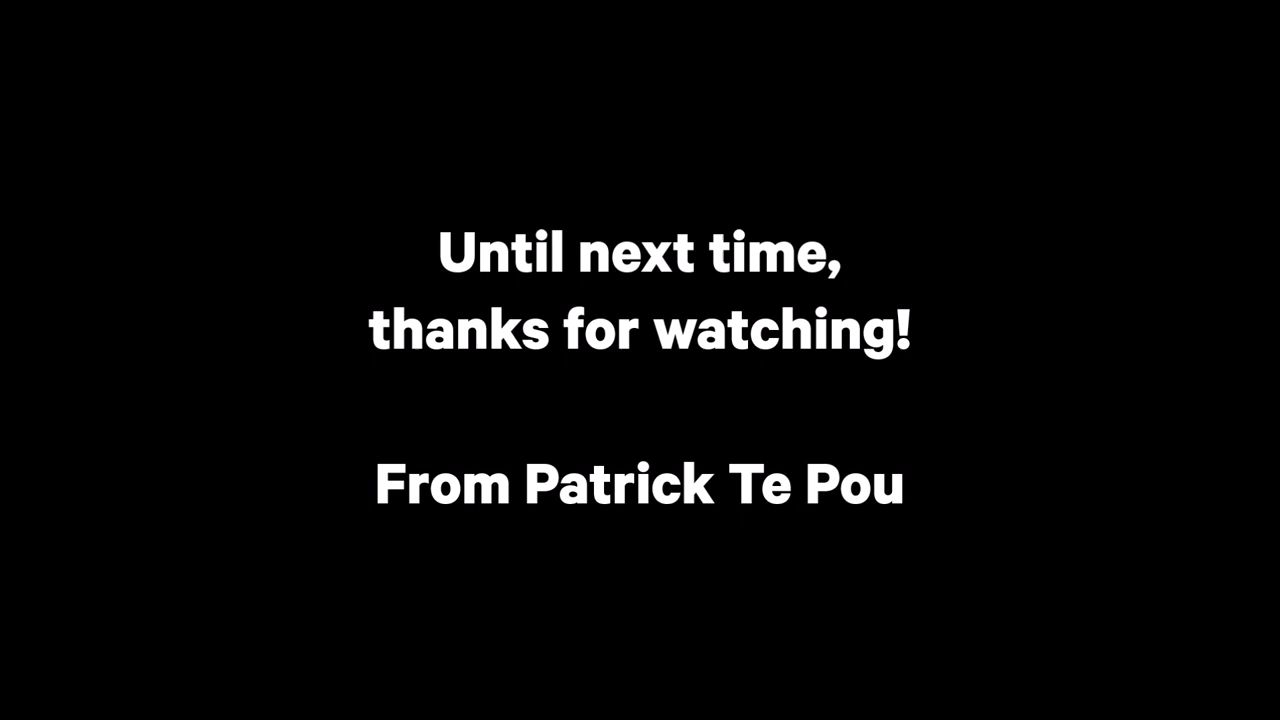 Until next time,
thanks for watching!
From Patrick Te Pou